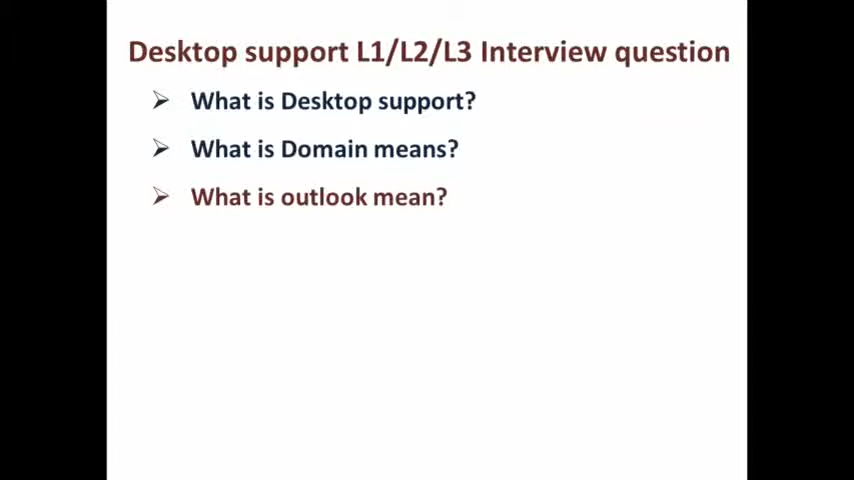 Desktop support L1/L2/L3 Interview question
What is Desktop support?
What is Domain means?
What is outlook mean?